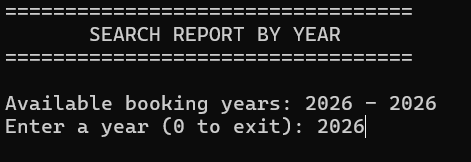 ==================================
SEARCH REPORT BY YEAR
==================================
Available booking years: 2026 - 2026
Enter a year (0 to exit): 2026